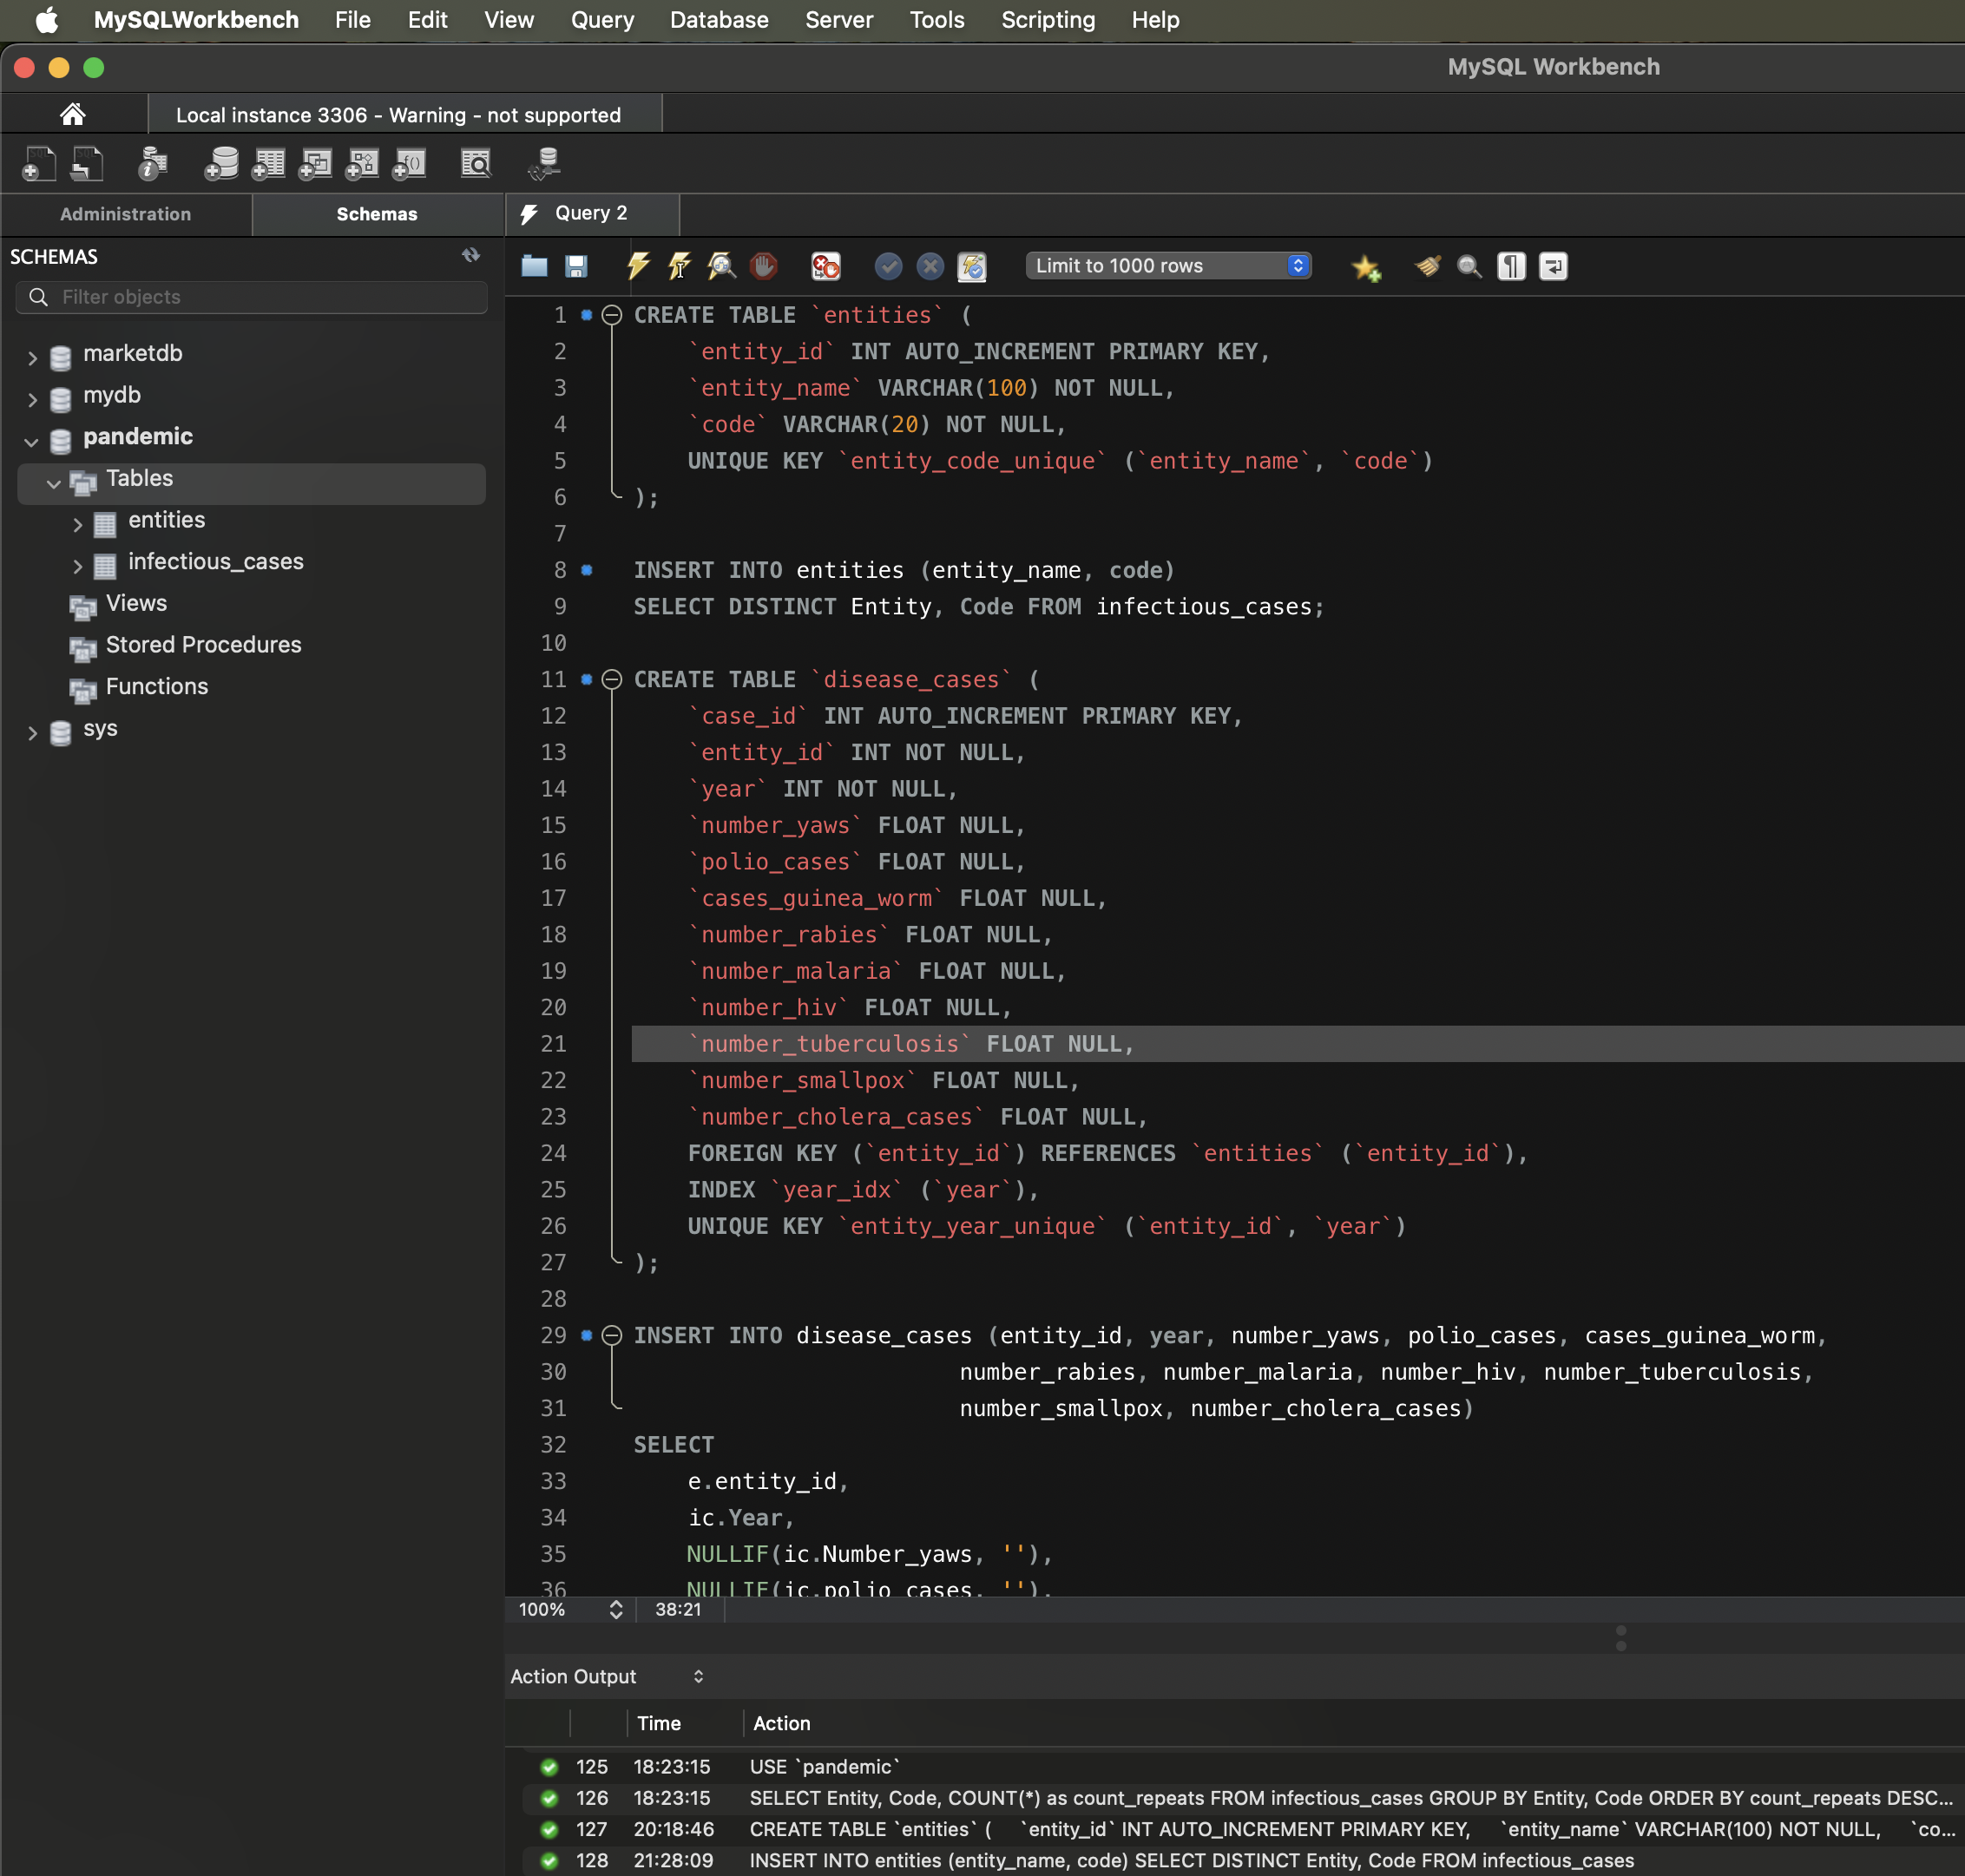 MySQLWorkbench File Edit View Query Database Server Tools Scripting Help
MySQL Workbench
Local instance 3306 - Warning - not supported
Administration Schemas
Query 2
SCHEMAS
Filter objects
marketdb
mydb
pandemic
Tables
entities
infectious_cases
Views
Stored Procedures
Functions
sys
Limit to 1000 rows
1 CREATE TABLE `entities` (
2 `entity_id` INT AUTO_INCREMENT PRIMARY KEY,
3 `entity_name` VARCHAR(100) NOT NULL,
4 `code` VARCHAR(20) NOT NULL,
5 UNIQUE KEY `entity_code_unique` (`entity_name`, `code`)
6 );
7
8 INSERT INTO entities (entity_name, code)
9 SELECT DISTINCT Entity, Code FROM infectious_cases;
10
11 CREATE TABLE `disease_cases` (
12 `case_id` INT AUTO_INCREMENT PRIMARY KEY,
13 `entity_id` INT NOT NULL,
14 `year` INT NOT NULL,
15 `number_yaws` FLOAT NULL,
16 `polio_cases` FLOAT NULL,
17 `cases_guinea_worm` FLOAT NULL,
18 `number_rabies` FLOAT NULL,
19 `number_malaria` FLOAT NULL,
20 `number_hiv` FLOAT NULL,
21 `number_tuberculosis` FLOAT NULL,
22 `number_smallpox` FLOAT NULL,
23 `number_cholera_cases` FLOAT NULL,
24 FOREIGN KEY (`entity_id`) REFERENCES `entities` (`entity_id`),
25 INDEX `year_idx` (`year`),
26 UNIQUE KEY `entity_year_unique` (`entity_id`, `year`)
27 );
28
29 INSERT INTO disease_cases (entity_id, year, number_yaws, polio_cases, cases_guinea_worm,
30 number_rabies, number_malaria, number_hiv, number_tuberculosis,
31 number_smallpox, number_cholera_cases)
32 SELECT
33 e.entity_id,
34 ic.Year,
35 NULLIF(ic.Number_yaws, ''),
36 NULLIF(ic.polio_cases, ''),
100% 38:21
Action Output
Time Action
125 18:23:15 USE `pandemic`
126 18:23:15 SELECT Entity, Code, COUNT(*) as count_repeats FROM infectious_cases GROUP BY Entity, Code ORDER BY count_repeats DESC...
127 20:18:46 CREATE TABLE `entities` ( `entity_id` INT AUTO_INCREMENT PRIMARY KEY, `entity_name` VARCHAR(100) NOT NULL, `co...
128 21:28:09 INSERT INTO entities (entity_name, code) SELECT DISTINCT Entity, Code FROM infectious_cases